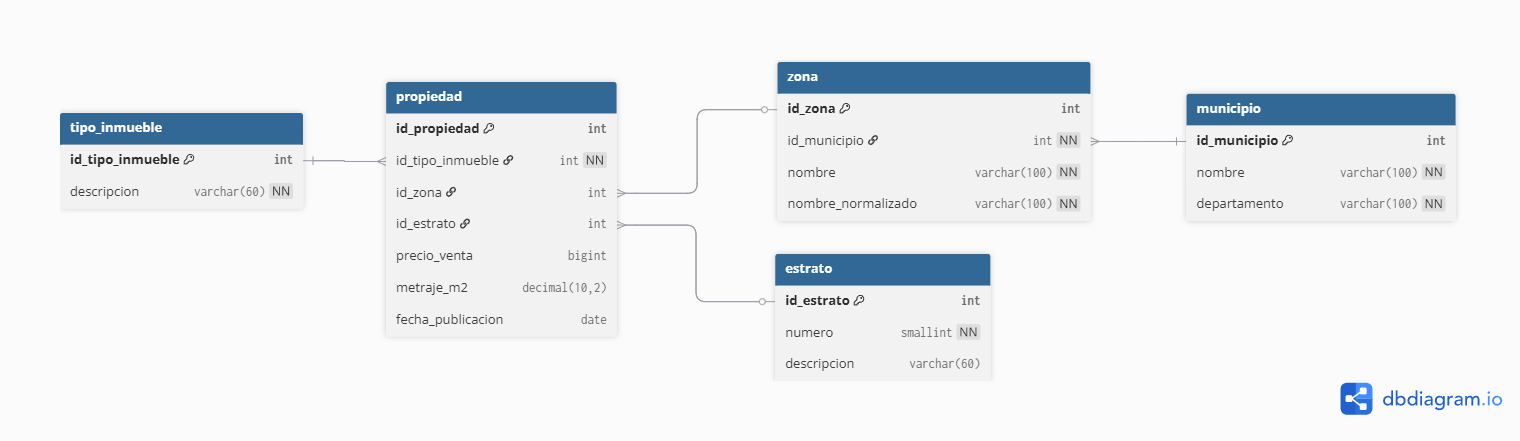 tipo_inmueble
id_tipo_inmueble int
descripcion varchar(60) NN
propiedad
id_propiedad int
id_tipo_inmueble int NN
id_zona int
id_estrato int
precio_venta bigint
metraje_m2 decimal(10,2)
fecha_publicacion date
zona
id_zona int
id_municipio int NN
nombre varchar(100) NN
nombre_normalizado varchar(100) NN
estrato
id_estrato int
numero smallint NN
descripcion varchar(60)
municipio
id_municipio int
nombre varchar(100) NN
departamento varchar(100) NN
dbdiagram.io